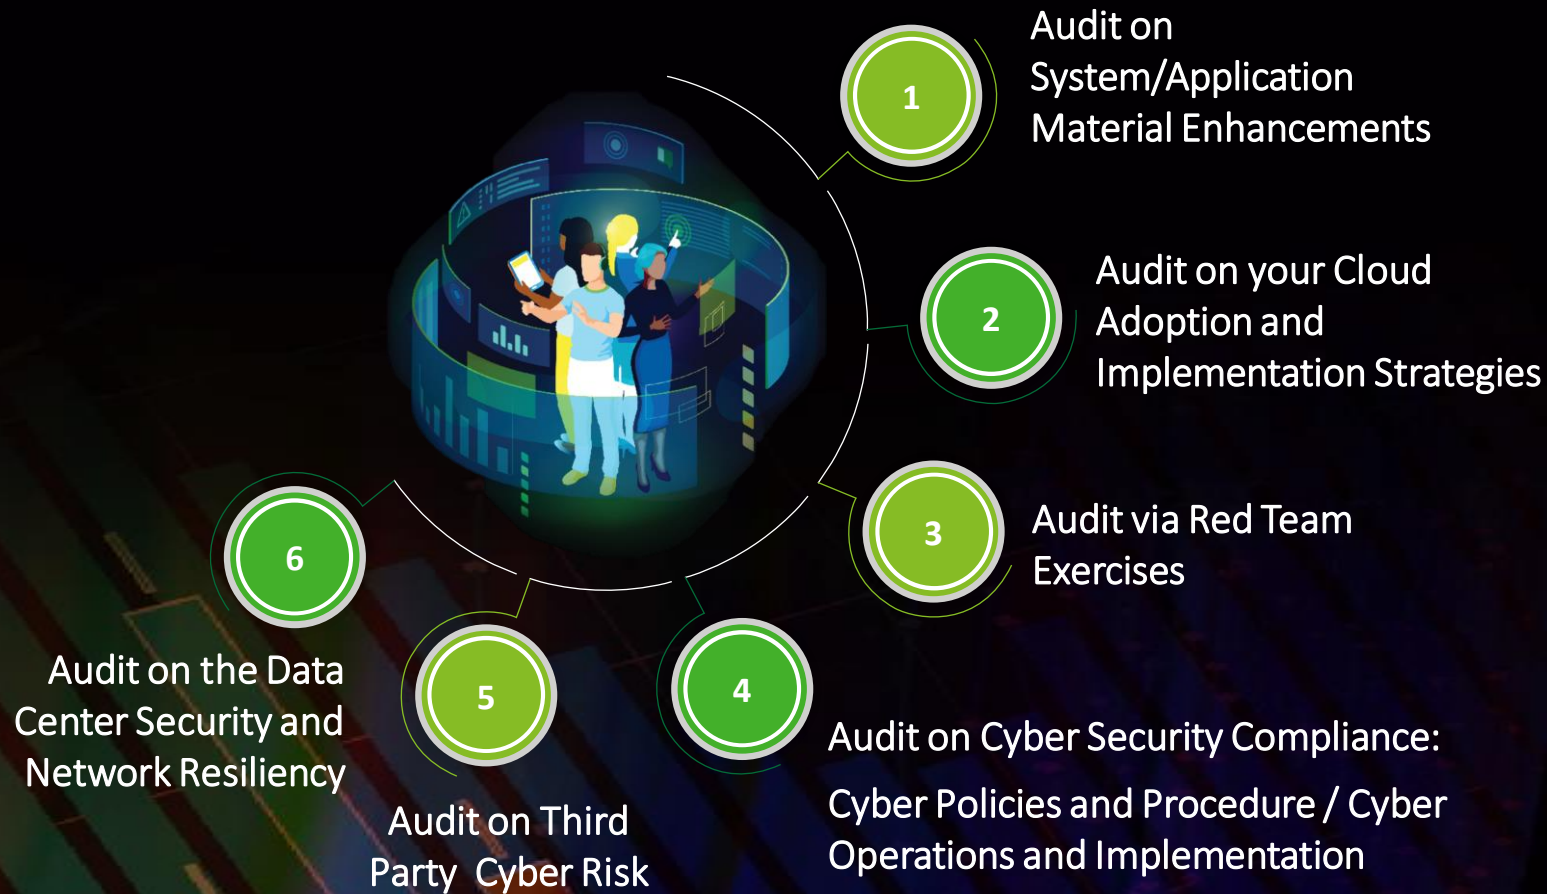 1
Audit on
System/Application
Material Enhancements
2
Audit on your Cloud
Adoption and
Implementation Strategies
3
Audit via Red Team
Exercises
4
Audit on Cyber Security Compliance:
Cyber Policies and Procedure / Cyber
Operations and Implementation
5
Audit on Third
Party Cyber Risk
6
Audit on the Data
Center Security and
Network Resiliency